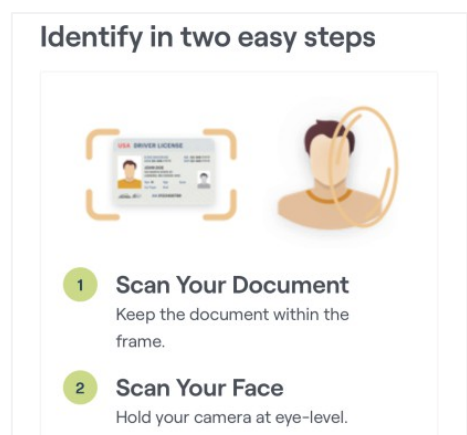 Identify in two easy steps
USA DRIVER LICENSE
1
Scan Your Document
Keep the document within the
frame.
2
Scan Your Face
Hold your camera at eye-level.